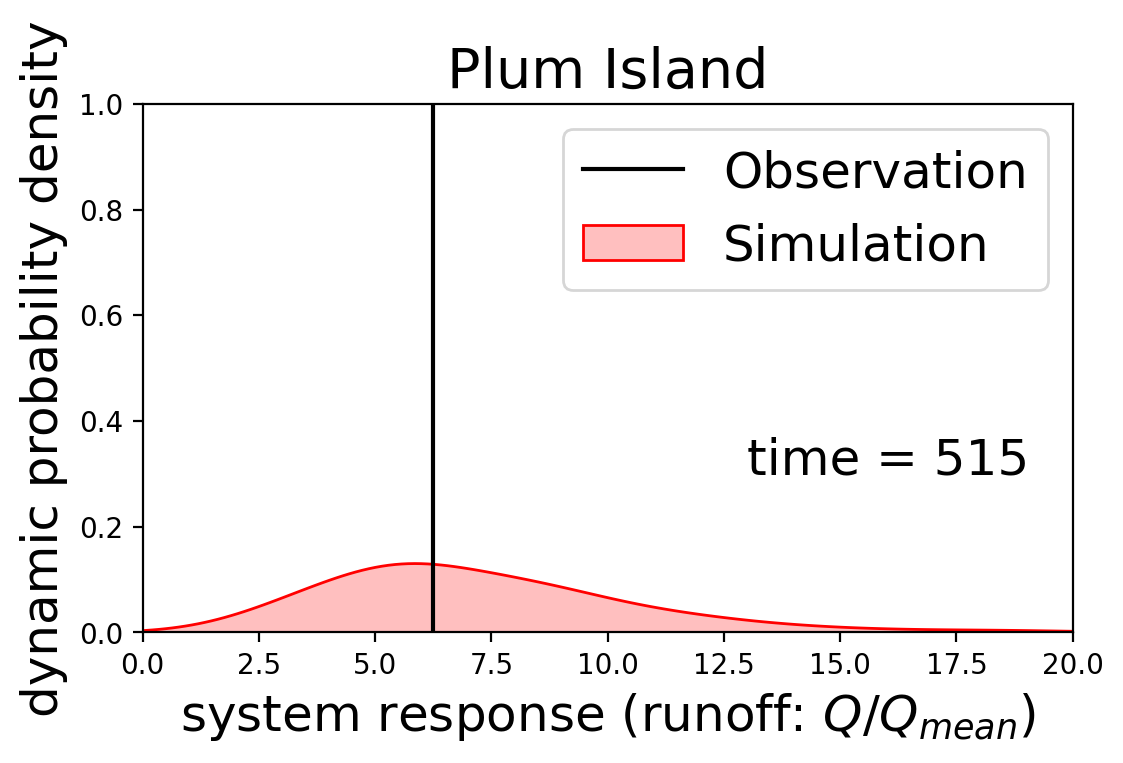 Plum Island
dynamic probability density
1.0
0.8
0.6
0.4
0.2
0.0
Observation
Simulation
time = 515
0.0 2.5 5.0 7.5 10.0 12.5 15.0 17.5 20.0
system response (runoff: Q/Qmean)